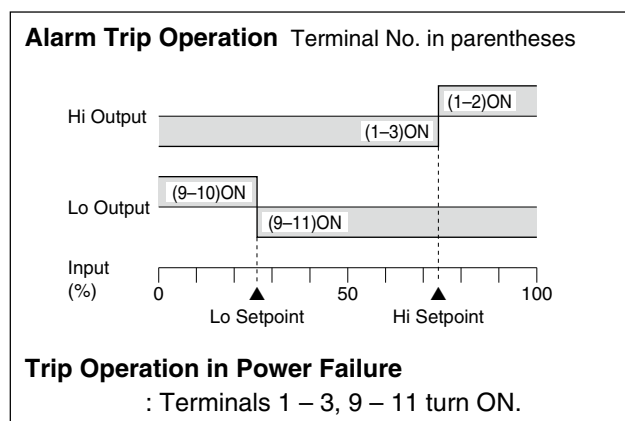 Alarm Trip Operation Terminal No. in parentheses
Hi Output
(1–2)ON
(1–3)ON
Lo Output
(9–10)ON
(9–11)ON
Input
(%)
0
50
100
Lo Setpoint
Hi Setpoint
Trip Operation in Power Failure
: Terminals 1 – 3, 9 – 11 turn ON.